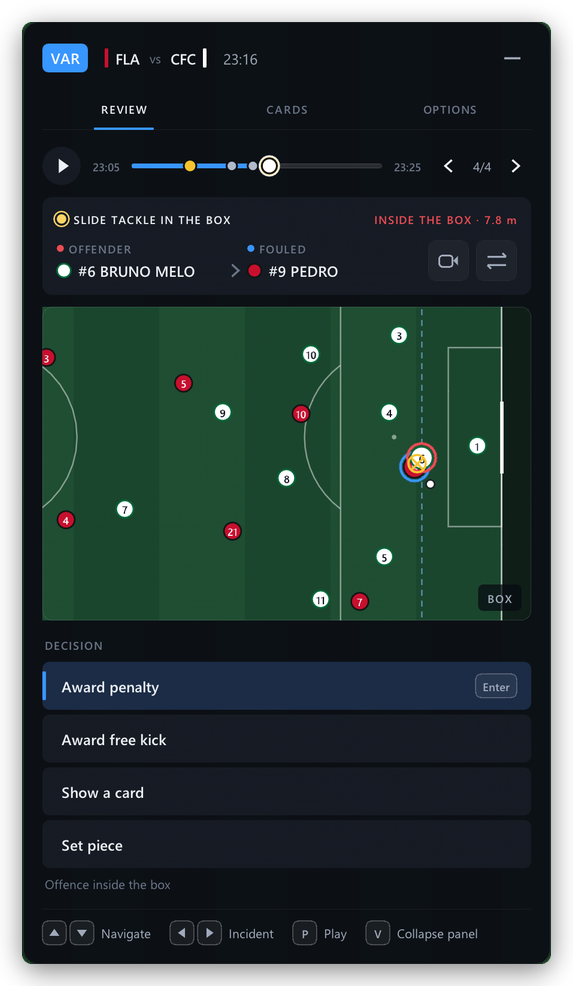 VAR FLA vs CFC 23:16
REVIEW CARDS OPTIONS
23:05 23:25 4/4
SLIDE TACKLE IN THE BOX INSIDE THE BOX · 7.8 m
OFFENDER FOULED
#6 BRUNO MELO #9 PEDRO
3
10
3
5
9
10
4
1
8
7
4
21
5
11
7
BOX
DECISION
Award penalty Enter
Award free kick
Show a card
Set piece
Offence inside the box
Navigate Incident P Play V Collapse panel